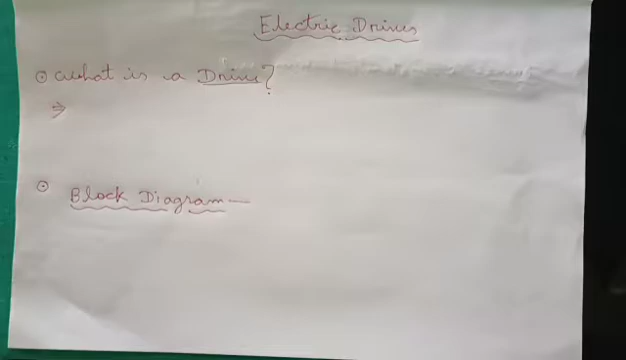 Electric Drives
⊙ What is a Drive?
⇒
⊙ Block Diagram —